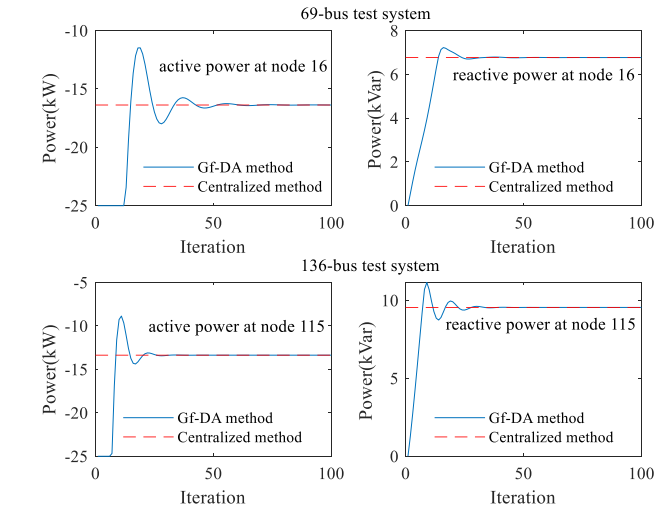 69-bus test system
-10
-15
-20
-25
Power(kW)
active power at node 16
Gf-DA method
Centralized method
0
50
100
Iteration
8
6
4
2
0
Power(kVar)
reactive power at node 16
Gf-DA method
Centralized method
0
50
100
Iteration
136-bus test system
-5
-10
-15
-20
-25
Power(kW)
active power at node 115
Gf-DA method
Centralized method
0
50
100
Iteration
10
5
0
Power(kVar)
reactive power at node 115
Gf-DA method
Centralized method
0
50
100
Iteration